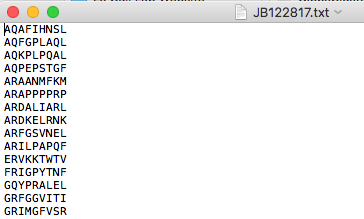 JB122817.txt
AQAFIHNSL
AQFGPLAQL
AQKPLPQAL
AQPEPSTGF
ARAANMFKM
ARAPPPPRP
ARDALIARL
ARDKELRNK
ARFGSVNEL
ARILPAPQF
ERVKKTWTV
FRIGPYTNF
GQYPRALEL
GRFGGVITI
GRIMGFVSR